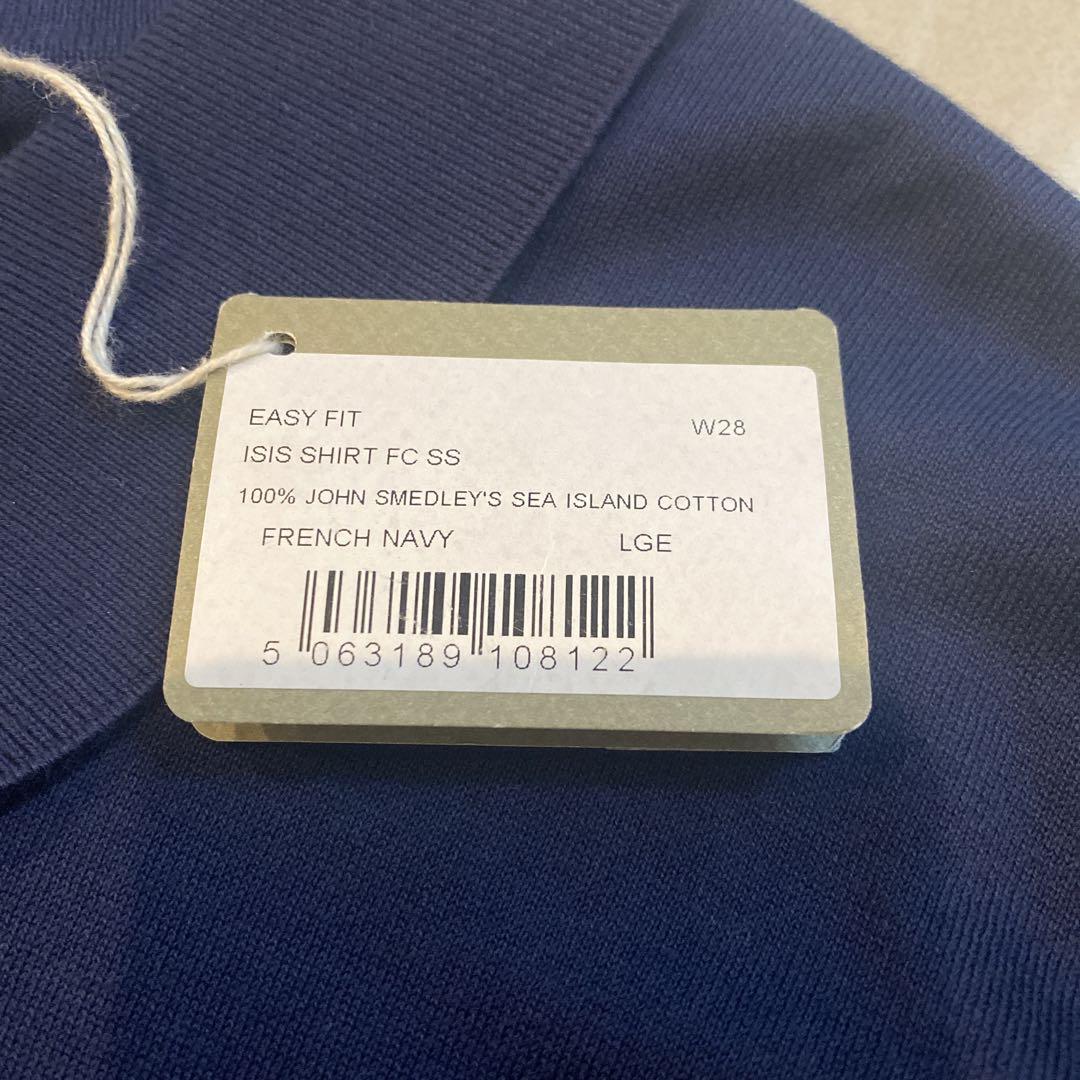 EASY FIT W28
ISIS SHIRT FC SS
100% JOHN SMEDLEY'S SEA ISLAND COTTON
FRENCH NAVY LGE
5 063189 108122